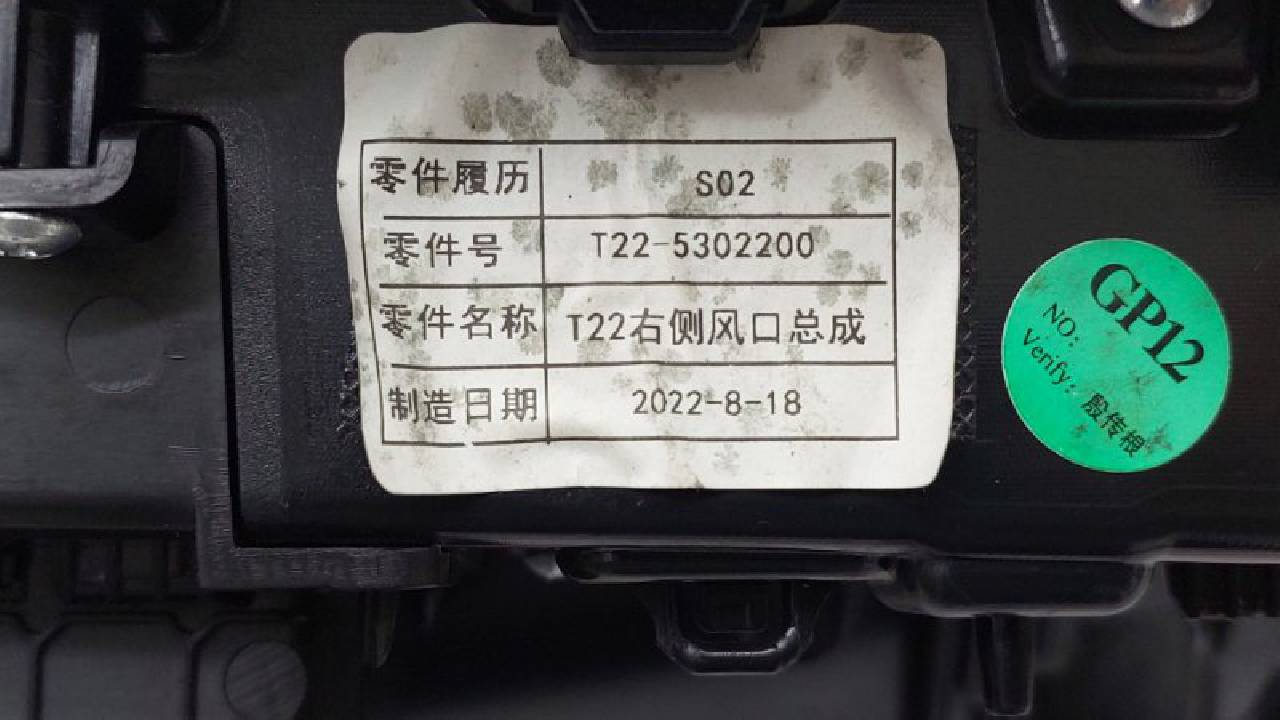 零件履历 S02
零件号 T22-5302200
零件名称 T22右侧风口总成
制造日期 2022-8-18
GP12
NO:
Verify: 殷传根